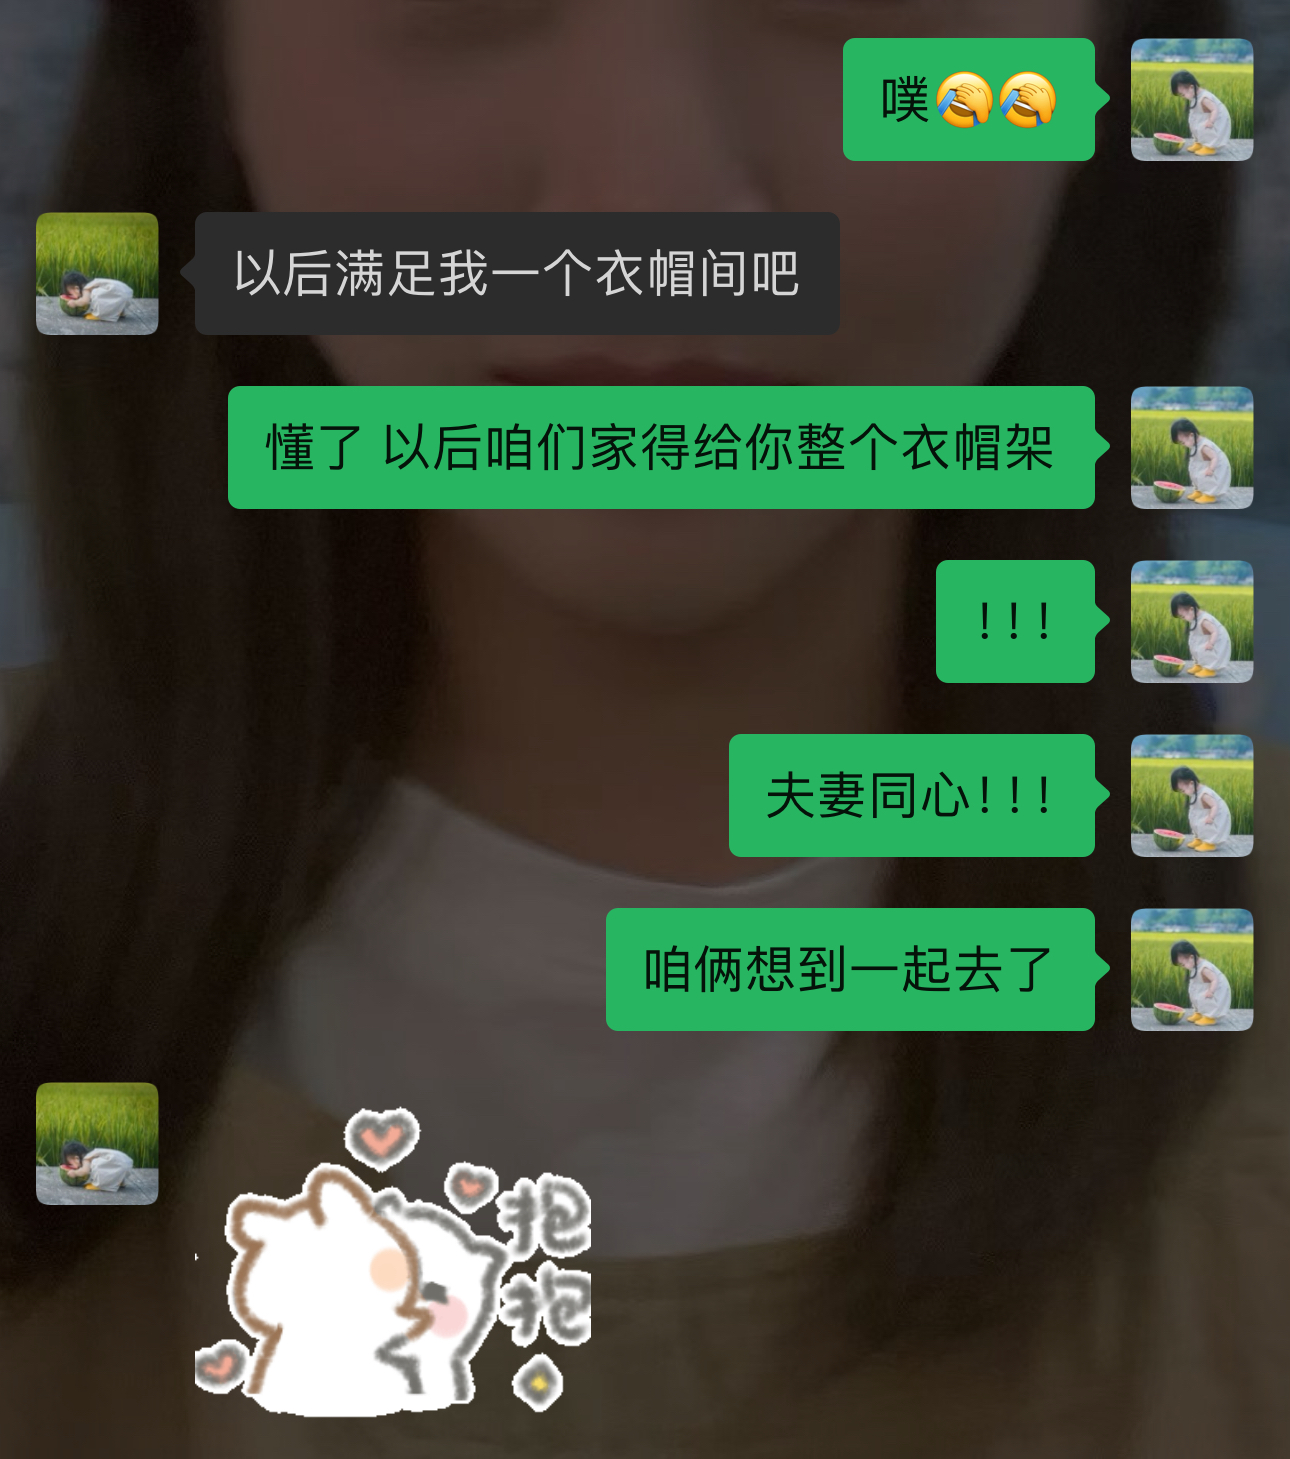 噗🤣🤣
以后满足我一个衣帽间吧
懂了 以后咱们家得给你整个衣帽架
！！！
夫妻同心！！！
咱俩想到一起去了
抱
抱